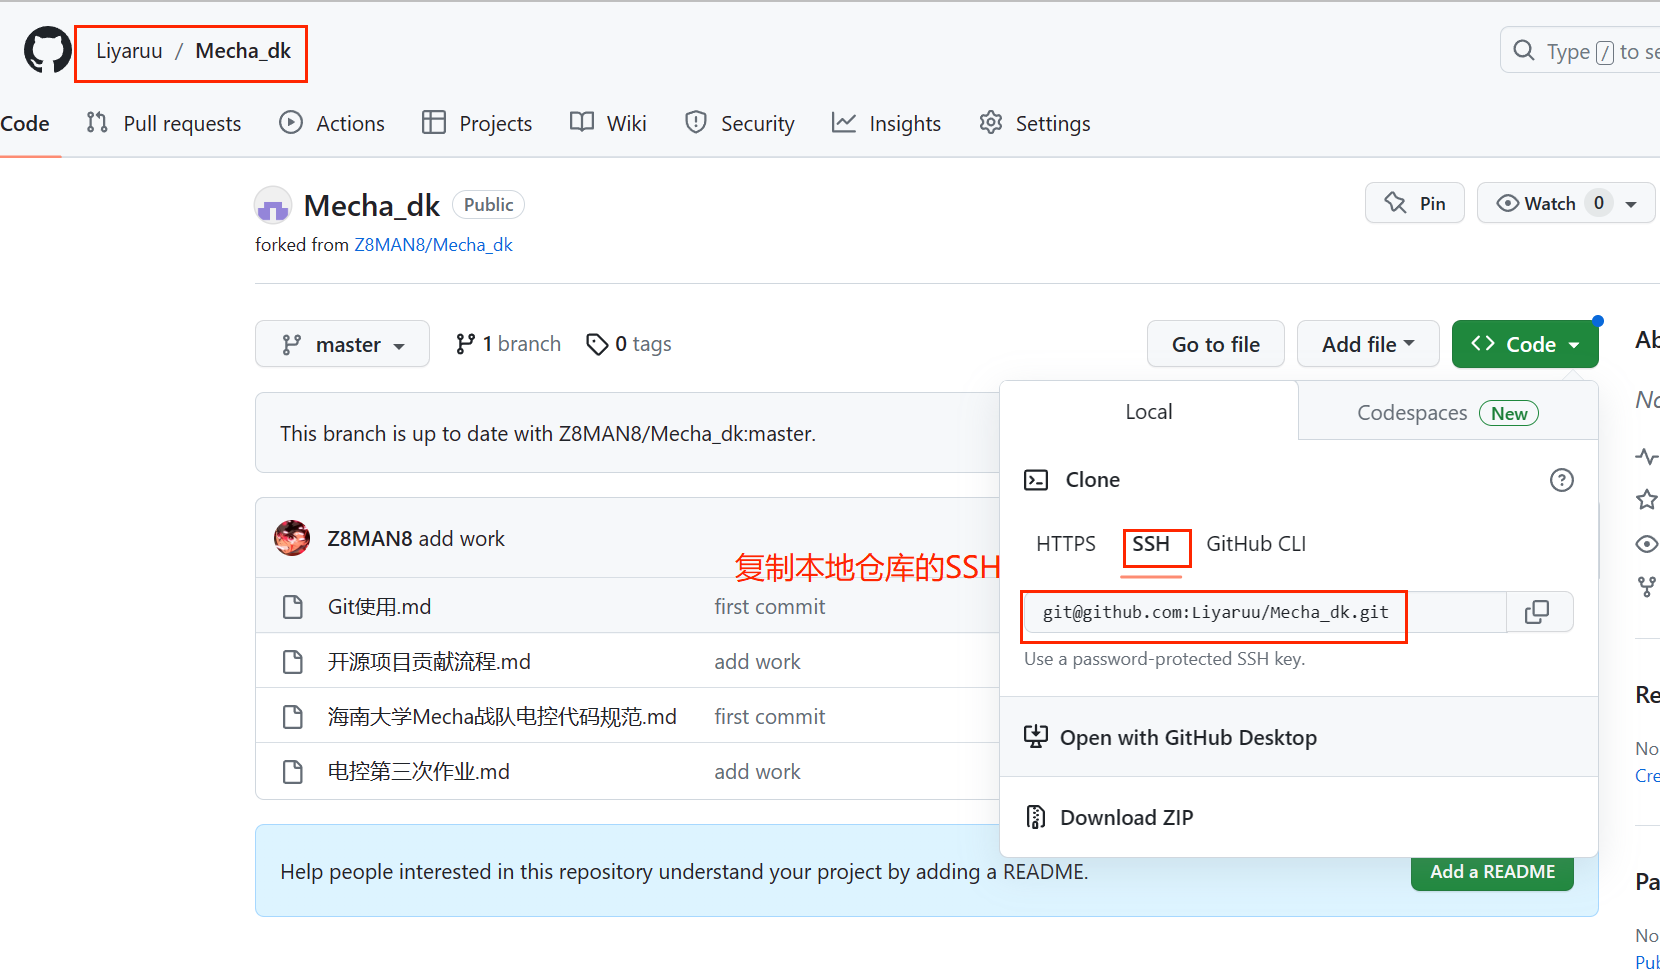 Liyaruu / Mecha_dk
Type / to se
Code Pull requests Actions Projects Wiki Security Insights Settings
Mecha_dk Public
Pin Watch 0
forked from Z8MAN8/Mecha_dk
master 1 branch 0 tags Go to file Add file Code
Ab
Local Codespaces New
No
This branch is up to date with Z8MAN8/Mecha_dk:master.
Clone
Z8MAN8 add work
HTTPS SSH GitHub CLI
复制本地仓库的SSH
Git使用.md first commit
git@github.com:Liyaruu/Mecha_dk.git
开源项目贡献流程.md add work
Use a password-protected SSH key.
Re
海南大学Mecha战队电控代码规范.md first commit
Open with GitHub Desktop
No
电控第三次作业.md add work
Cre
Download ZIP
Help people interested in this repository understand your project by adding a README.
Add a README
Pa
No
Pub